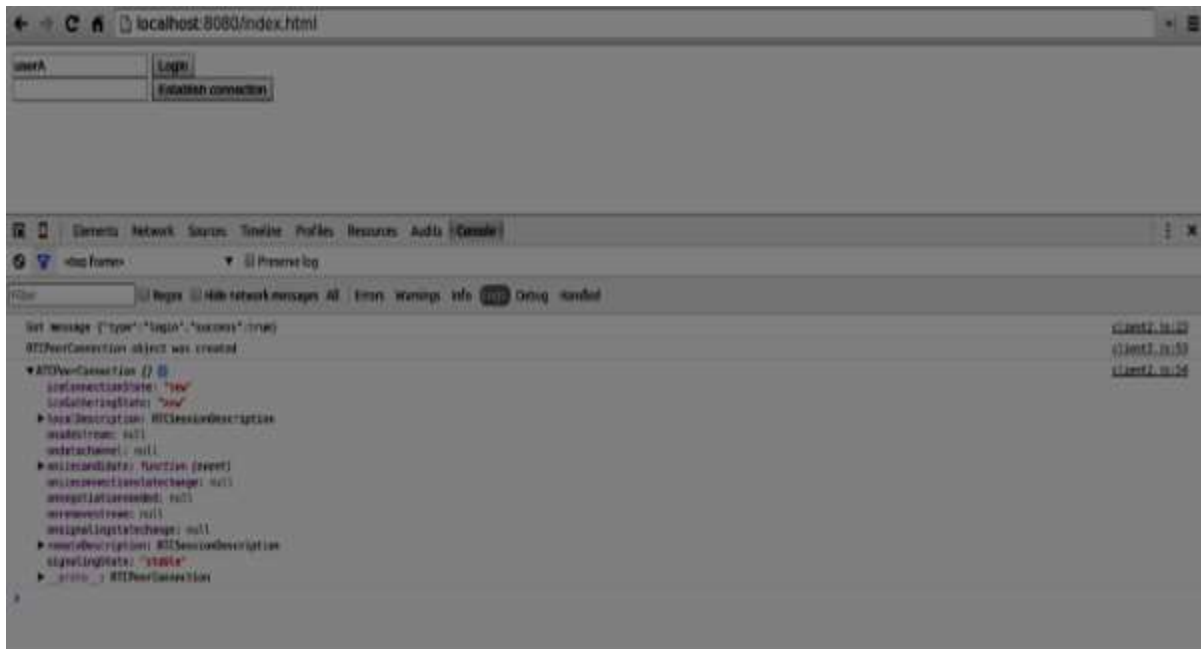 localhost:8080/index.html
userA Login
Establish connection
Elements Network Sources Timeline Profiles Resources Audits Console
<top frame> Preserve log
Filter Regex Hide network messages All Errors Warnings Info Logs Debug Handled
Got message {"type":"login","success":true} client2.js:23
RTCPeerConnection object was created client2.js:53
RTCPeerConnection {} client2.js:54
iceConnectionState: "new"
iceGatheringState: "new"
localDescription: RTCSessionDescription
onaddstream: null
ondatachannel: null
onicecandidate: function (event)
oniceconnectionstatechange: null
onnegotiationneeded: null
onremovestream: null
onsignalingstatechange: null
remoteDescription: RTCSessionDescription
signalingState: "stable"
__proto__: RTCPeerConnection